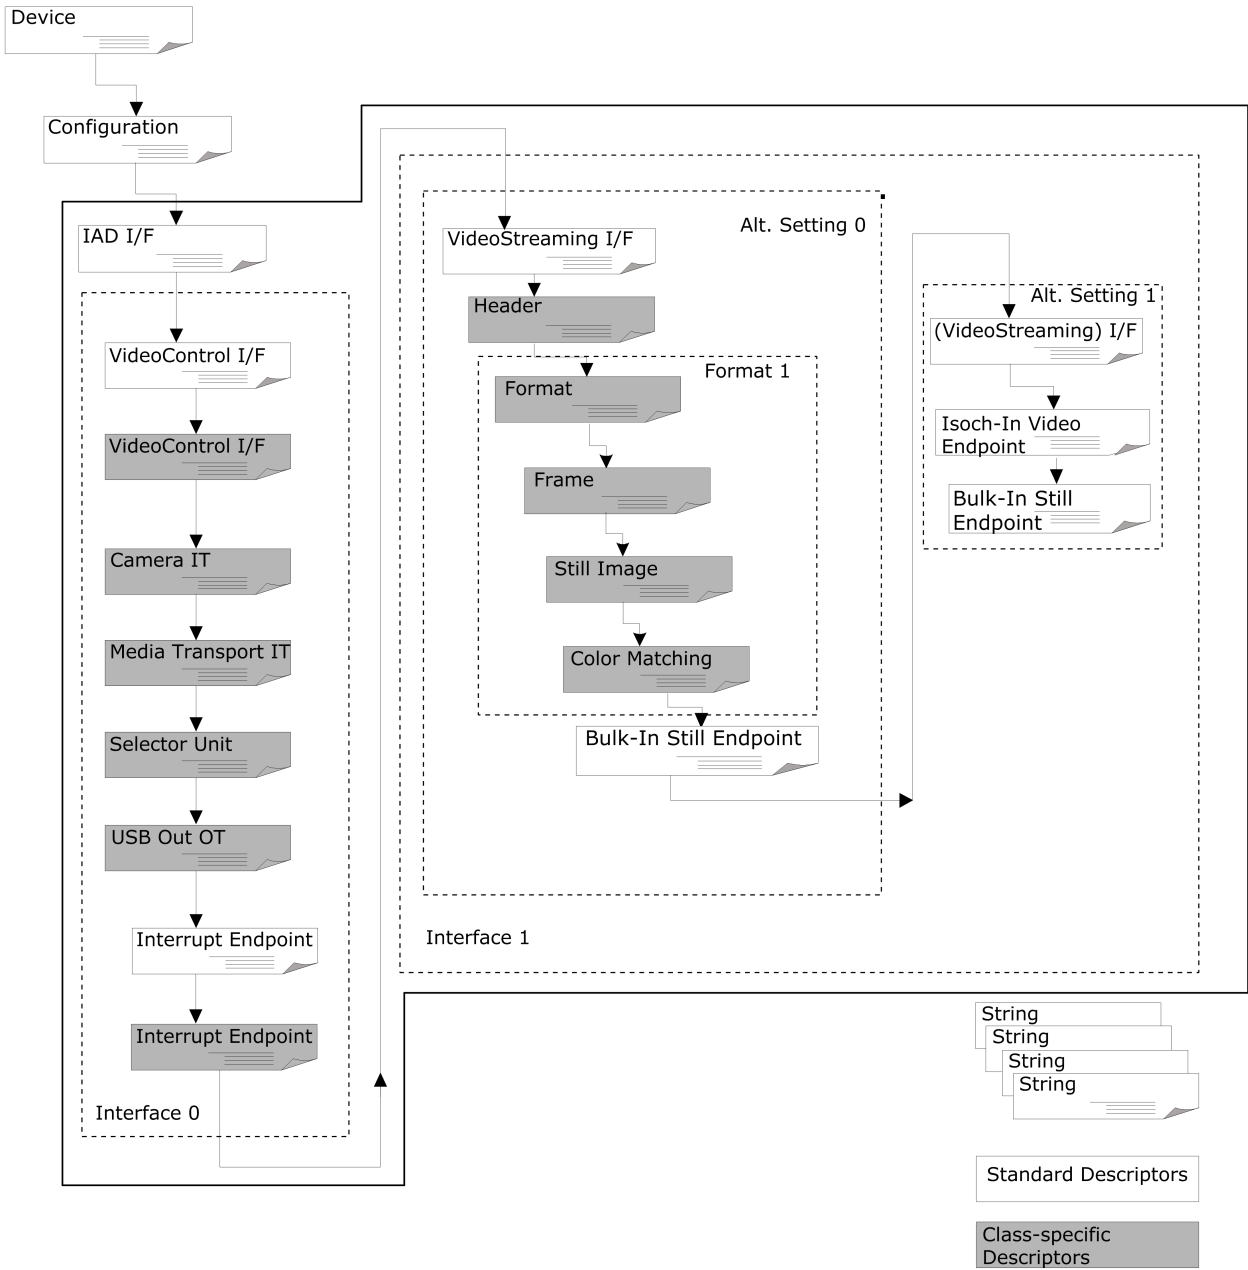 Device
Configuration
IAD I/F
VideoControl I/F
VideoControl I/F
Camera IT
Media Transport IT
Selector Unit
USB Out OT
Interrupt Endpoint
Interrupt Endpoint
Interface 0
Alt. Setting 0
VideoStreaming I/F
Header
Format 1
Format
Frame
Still Image
Color Matching
Bulk-In Still Endpoint
Interface 1
Alt. Setting 1
(VideoStreaming) I/F
Isoch-In Video
Endpoint
Bulk-In Still
Endpoint
String
String
String
String
Standard Descriptors
Class-specific
Descriptors